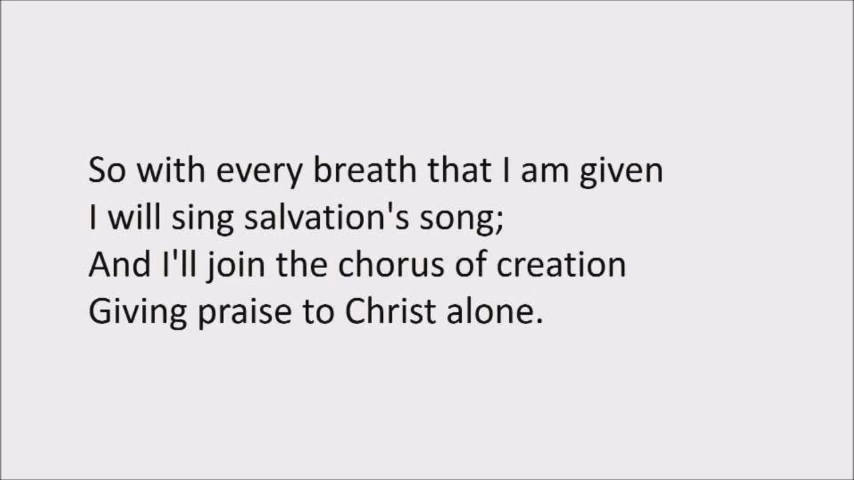 So with every breath that I am given
I will sing salvation's song;
And I'll join the chorus of creation
Giving praise to Christ alone.